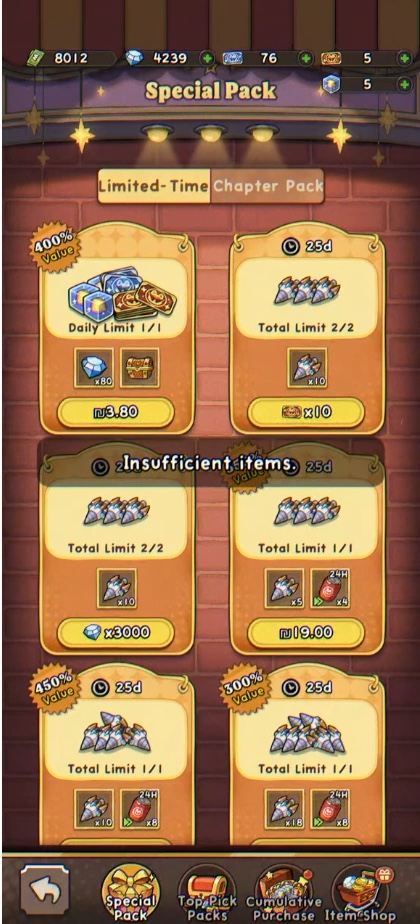 8012 4239 76 5
5
Special Pack
Limited-Time Chapter Pack
400%
Value
25d
Daily Limit 1/1 Total Limit 2/2
x80 x10
₪3.80 x10
Insufficient items.
25d
Total Limit 2/2 Total Limit 1/1
24H
x10 x5 x4
x3000 ₪19.00
450% 300%
Value Value
25d 25d
Total Limit 1/1 Total Limit 1/1
24H 24H
x10 x8 x18 x8
Special Top Pick Cumulative
Pack Packs Purchase Item Shop